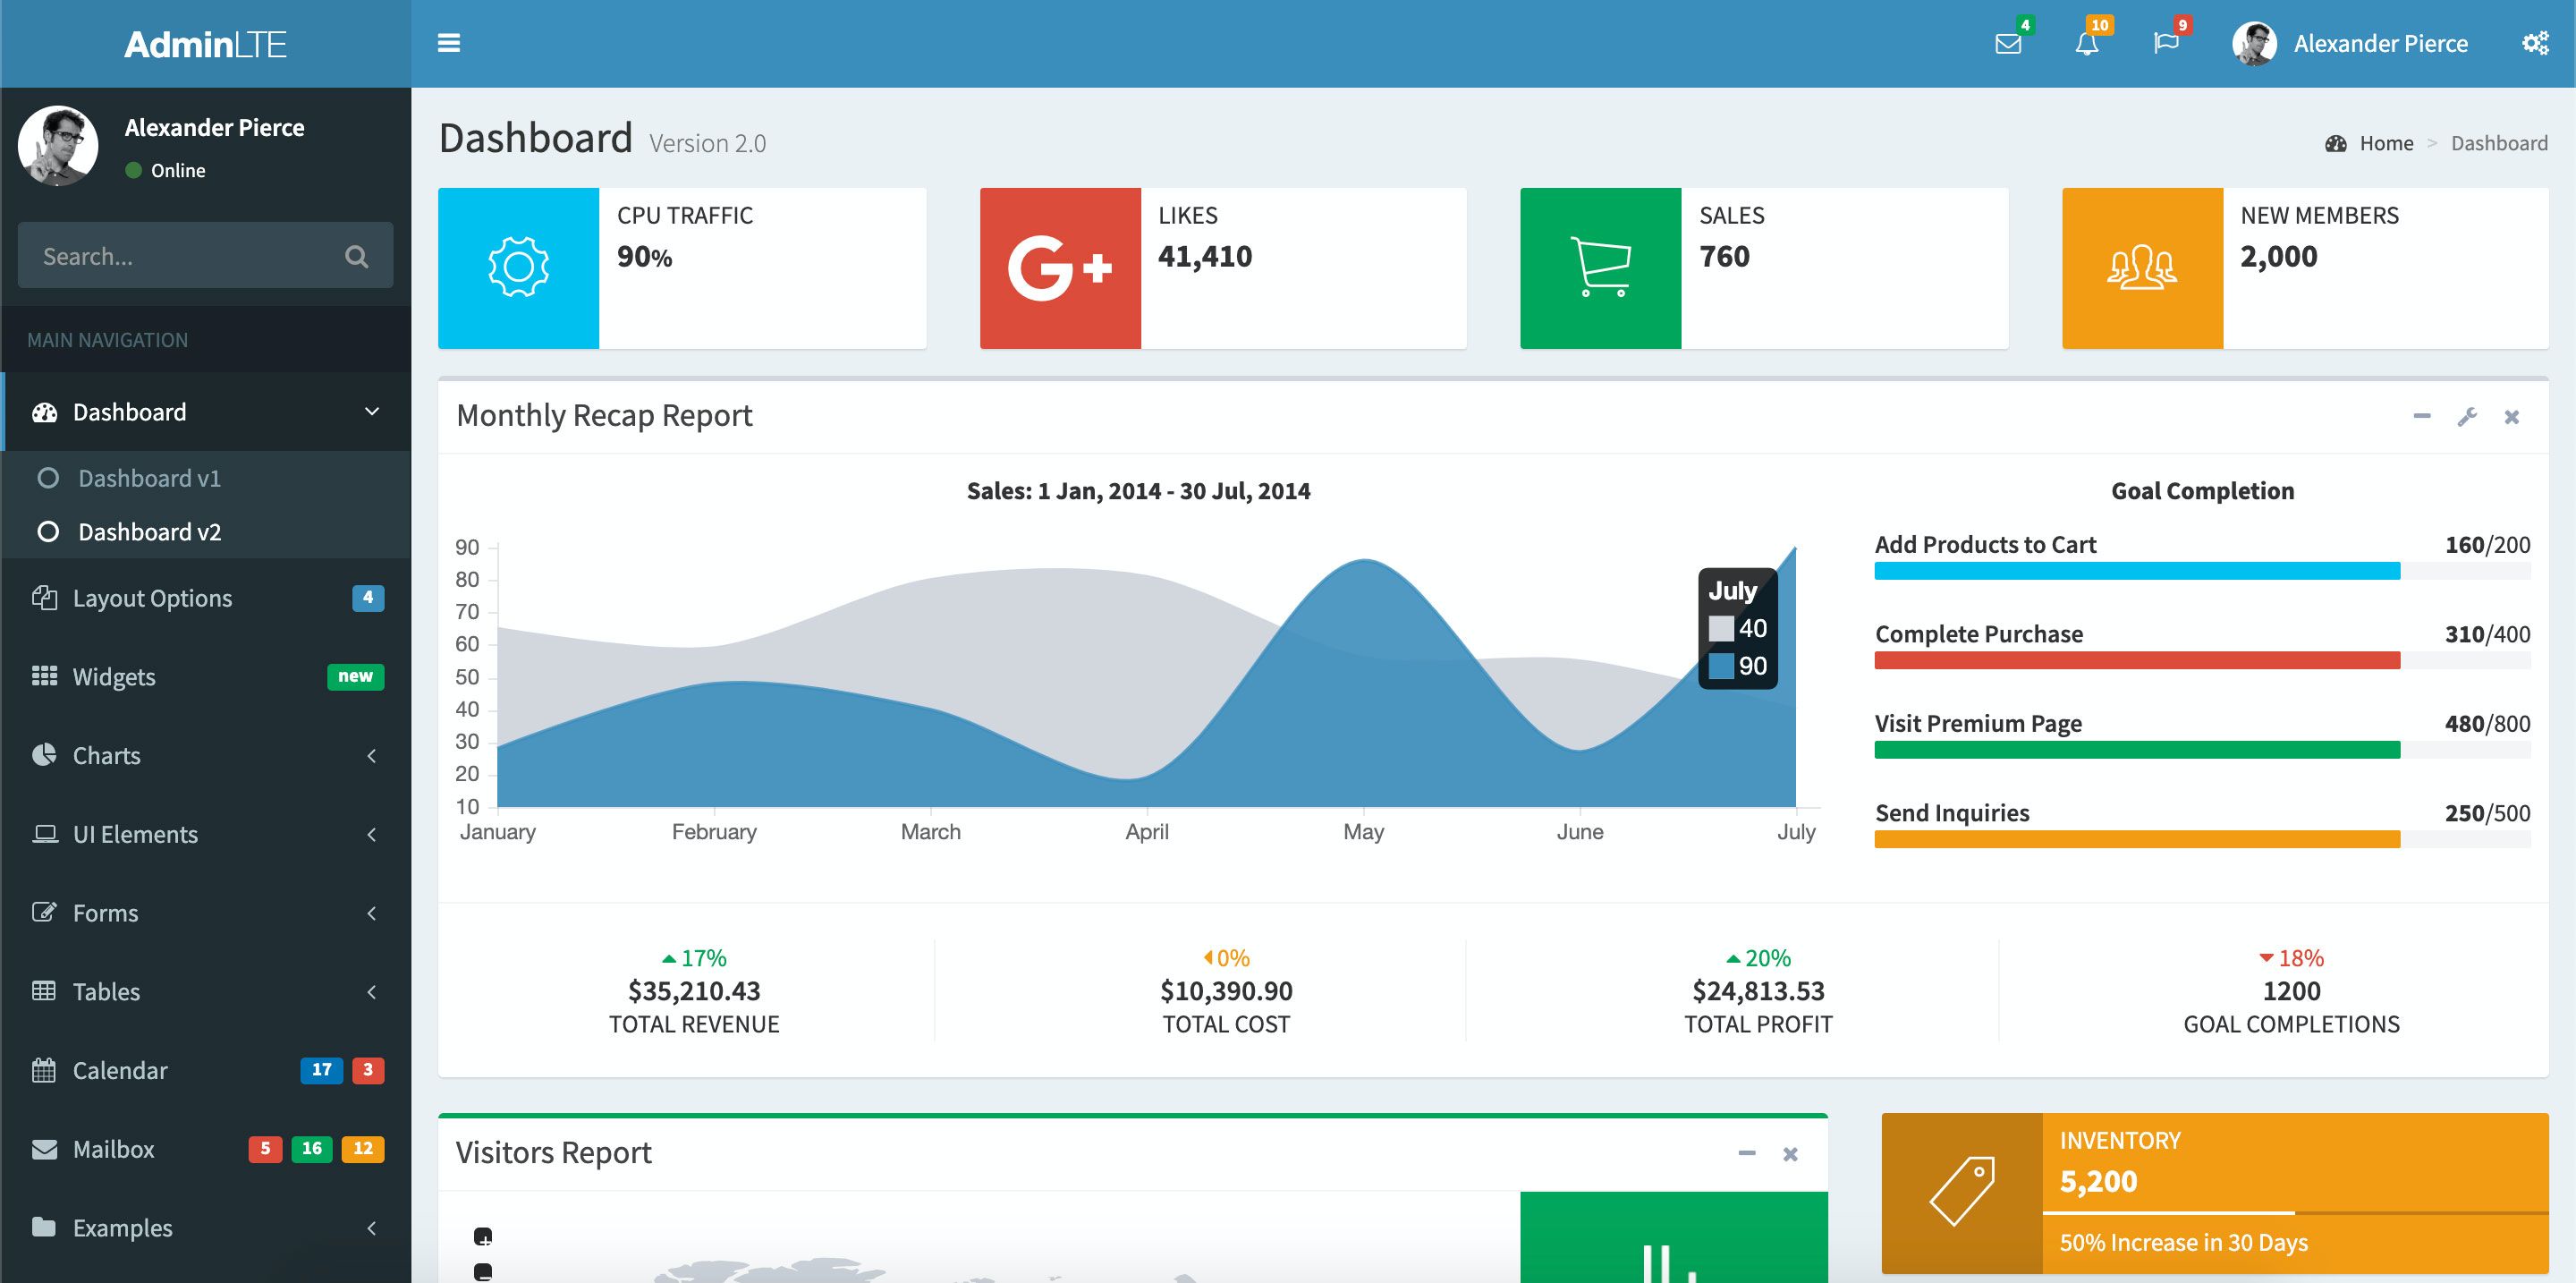 AdminLTE
4
10
9
Alexander Pierce
Alexander Pierce
Online
Search...
MAIN NAVIGATION
Dashboard
Dashboard v1
Dashboard v2
Layout Options 4
Widgets new
Charts
UI Elements
Forms
Tables
Calendar 17 3
Mailbox 5 16 12
Examples
Dashboard Version 2.0
Home > Dashboard
CPU TRAFFIC
90%
G+
LIKES
41,410
SALES
760
NEW MEMBERS
2,000
Monthly Recap Report
Sales: 1 Jan, 2014 - 30 Jul, 2014
90
80
70
60
50
40
30
20
10
January February March April May June July
July
40
90
Goal Completion
Add Products to Cart 160/200
Complete Purchase 310/400
Visit Premium Page 480/800
Send Inquiries 250/500
17%
$35,210.43
TOTAL REVENUE
0%
$10,390.90
TOTAL COST
20%
$24,813.53
TOTAL PROFIT
18%
1200
GOAL COMPLETIONS
Visitors Report
+
−
INVENTORY
5,200
50% Increase in 30 Days